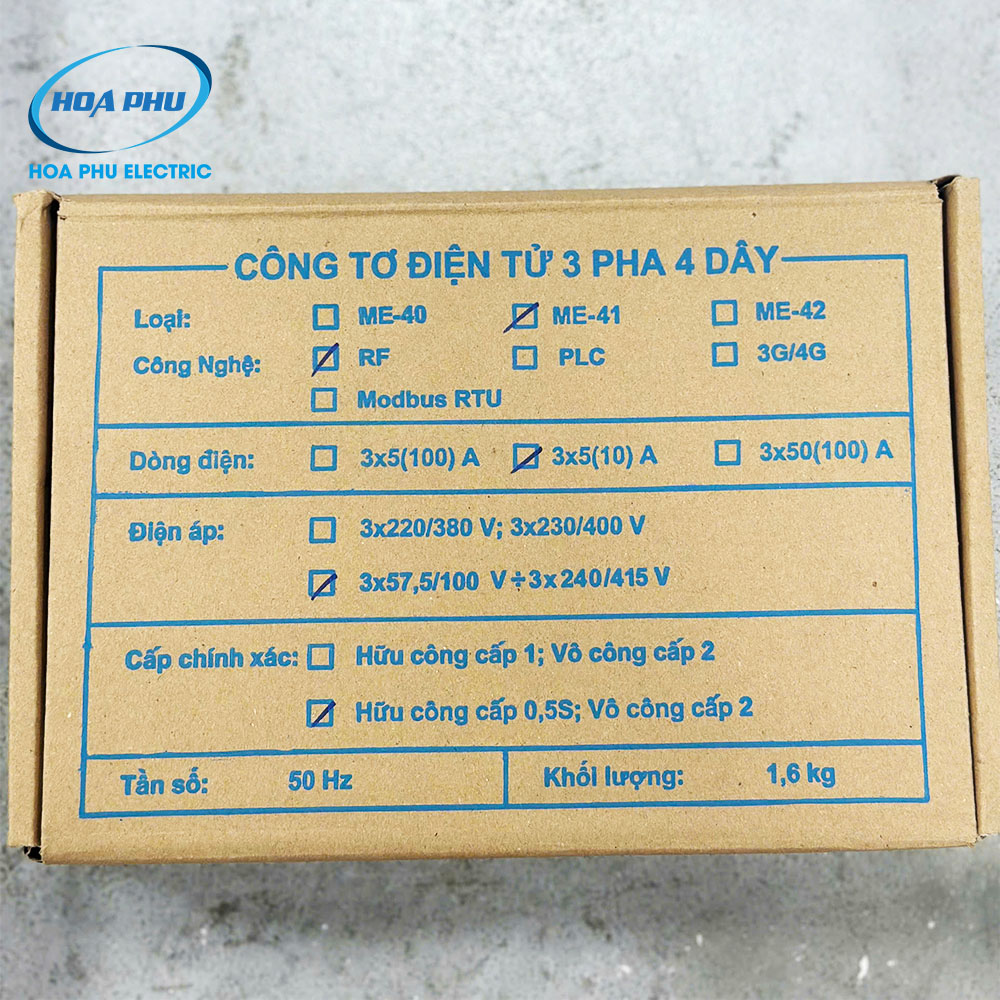 HOA PHU
HOA PHU ELECTRIC
CÔNG TƠ ĐIỆN TỬ 3 PHA 4 DÂY
Loại: ME-40 ME-41 ME-42
Công Nghệ: RF PLC 3G/4G
Modbus RTU
Dòng điện: 3x5(100) A 3x5(10) A 3x50(100) A
Điện áp: 3x220/380 V; 3x230/400 V
3x57,5/100 V÷3x240/415 V
Cấp chính xác: Hữu công cấp 1; Vô công cấp 2
Hữu công cấp 0,5S; Vô công cấp 2
Tần số: 50 Hz Khối lượng: 1,6 kg